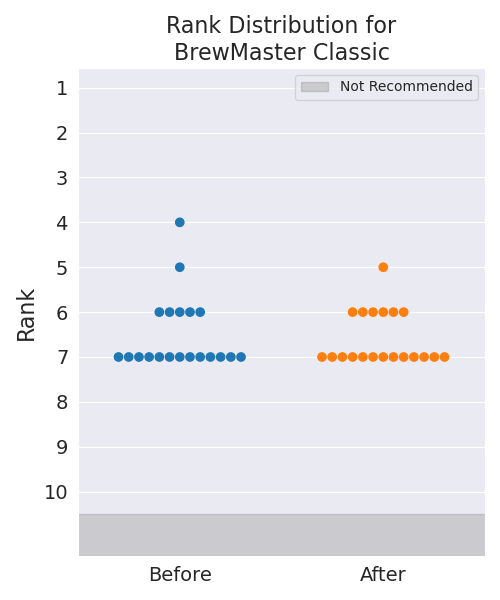 Rank Distribution for
BrewMaster Classic
Not Recommended
Rank
1
2
3
4
5
6
7
8
9
10
Before
After